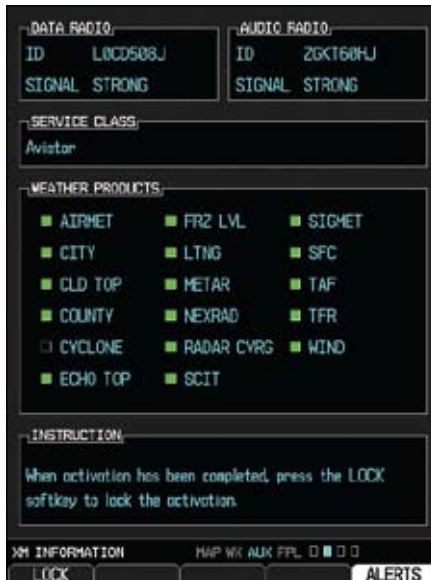 DATA RADIO
ID L0CD508J
SIGNAL STRONG
AUDIO RADIO
ID ZGKT60HJ
SIGNAL STRONG
SERVICE CLASS
Aviator
WEATHER PRODUCTS
AIRMET FRZ LVL SIGMET
CITY LTNG SFC
CLD TOP METAR TAF
COUNTY NEXRAD TFR
CYCLONE RADAR CVRG WIND
ECHO TOP SCIT
INSTRUCTION
When activation has been completed, press the LOCK
softkey to lock the activation.
XM INFORMATION MAP WX AUX FPL
LOCK ALERTS